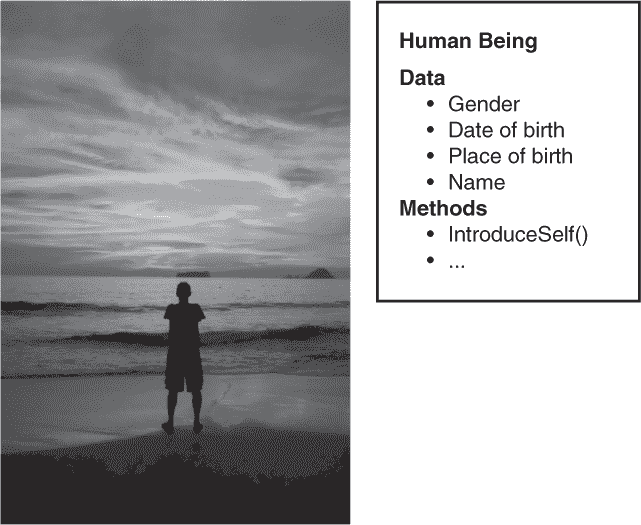 Human Being
Data
• Gender
• Date of birth
• Place of birth
• Name
Methods
• IntroduceSelf()
• ...